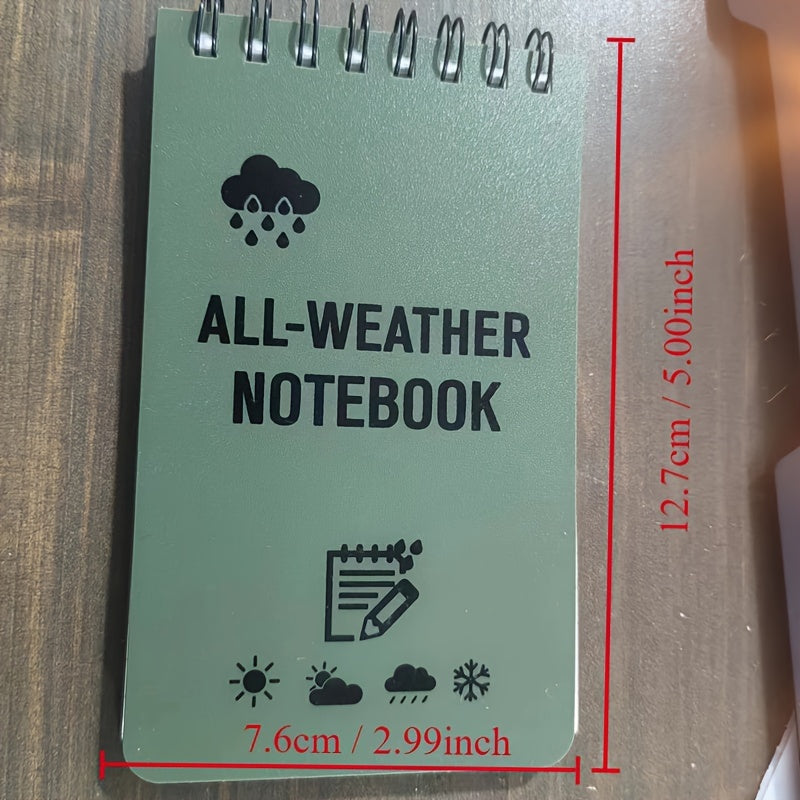 ALL-WEATHER
NOTEBOOK
12.7cm / 5.00inch
7.6cm / 2.99inch